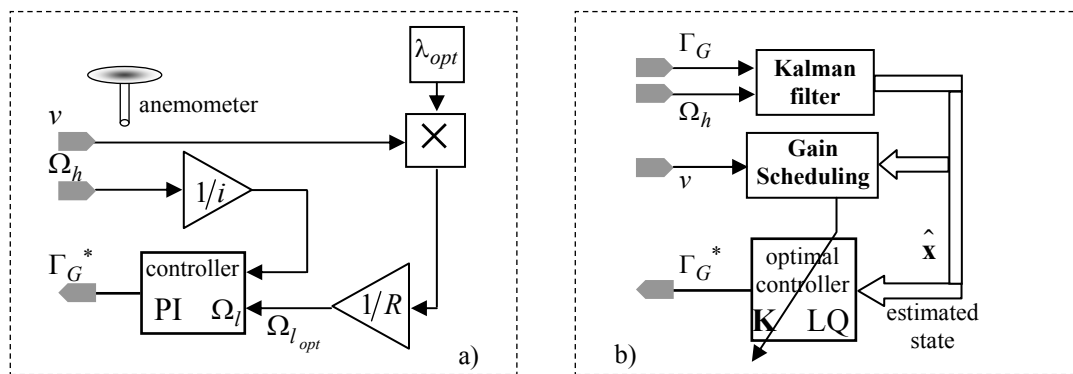 λ_opt
anemometer
v
×
Ω_h
1/i
Γ_G*
controller
PI Ω_l
Ω_l_opt
1/R
a)
Γ_G
Kalman
filter
Ω_h
Gain
Scheduling
v
x̂
Γ_G*
optimal
controller
K LQ
estimated
state
b)